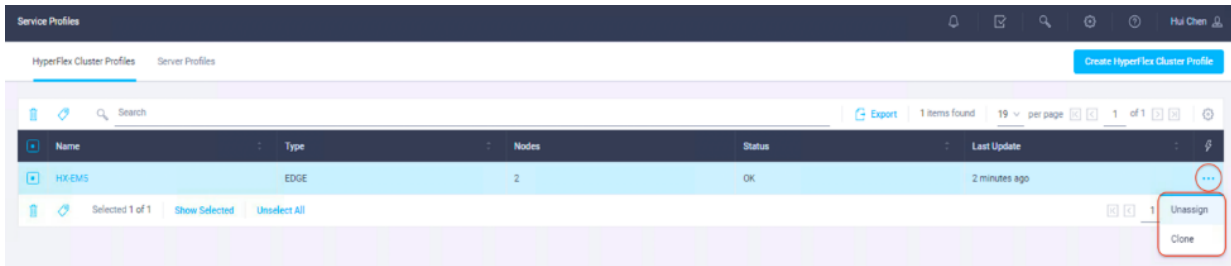 Service Profiles Hui Chen
HyperFlex Cluster Profiles Server Profiles Create HyperFlex Cluster Profile
Search Export 1 items found 19 per page 1 of 1
Name Type Nodes Status Last Update
HX-EM5 EDGE 2 OK 2 minutes ago ...
Selected 1 of 1 Show Selected Unselect All 1 Unassign
Clone